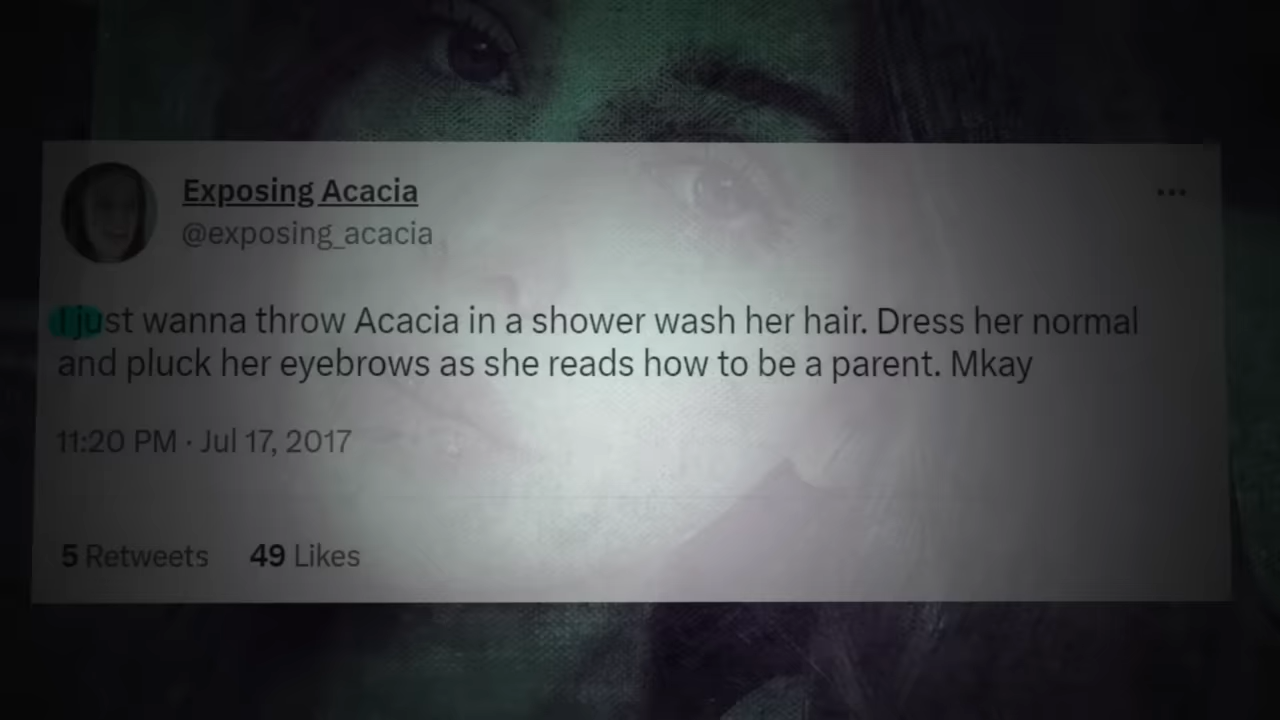 Exposing Acacia
@exposing_acacia
I just wanna throw Acacia in a shower wash her hair. Dress her normal
and pluck her eyebrows as she reads how to be a parent. Mkay
11:20 PM · Jul 17, 2017
5 Retweets 49 Likes